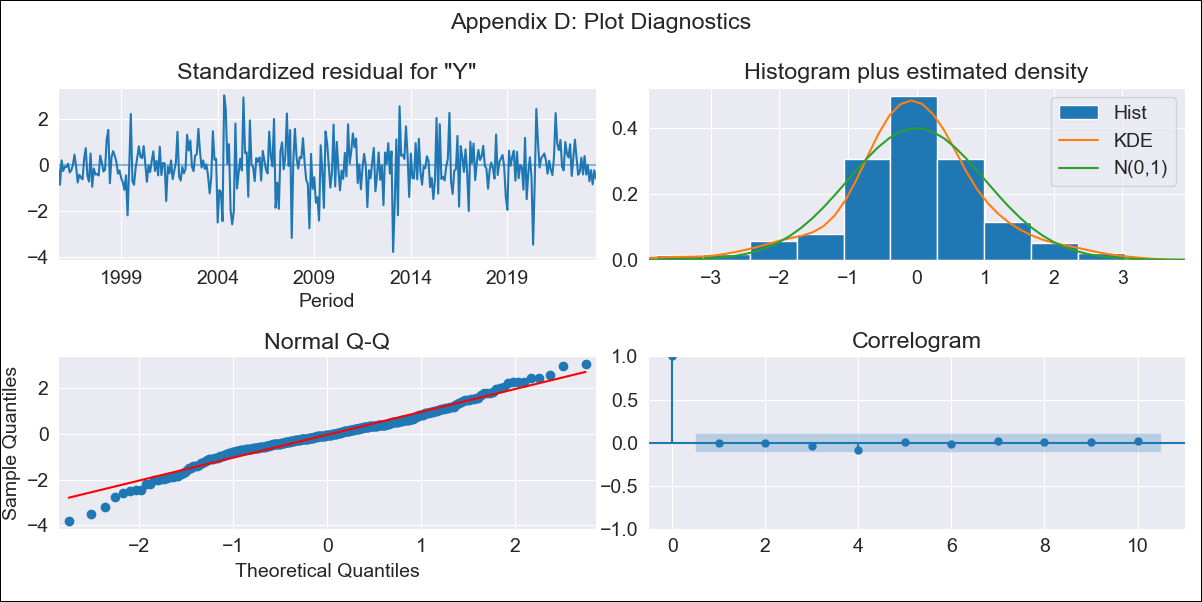 Appendix D: Plot Diagnostics
Standardized residual for "Y"
2
0
−2
−4
1999 2004 2009 2014 2019
Period
Histogram plus estimated density
0.4
0.2
0.0
−3 −2 −1 0 1 2 3
Hist
KDE
N(0,1)
Normal Q-Q
Sample Quantiles
2
0
−2
−4
−2 −1 0 1 2
Theoretical Quantiles
Correlogram
1.0
0.5
0.0
−0.5
−1.0
0 2 4 6 8 10